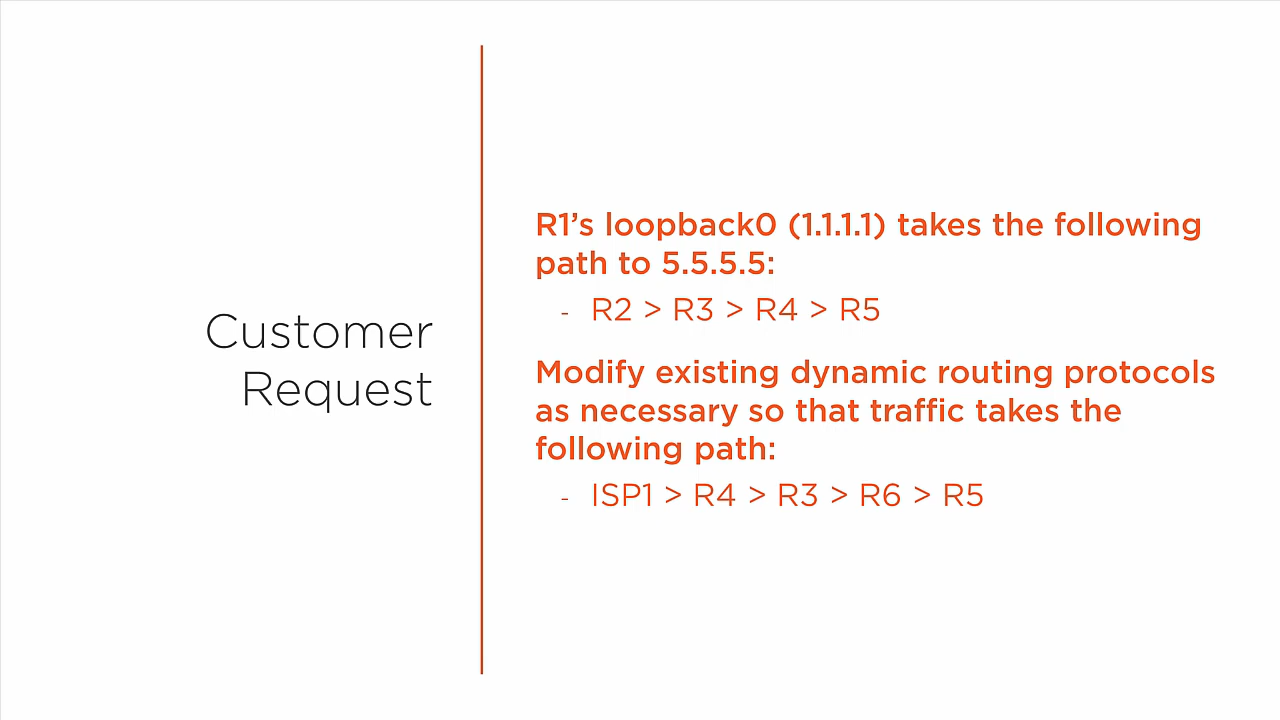 Customer
Request
R1’s loopback0 (1.1.1.1) takes the following
path to 5.5.5.5:
- R2 > R3 > R4 > R5
Modify existing dynamic routing protocols
as necessary so that traffic takes the
following path:
- ISP1 > R4 > R3 > R6 > R5